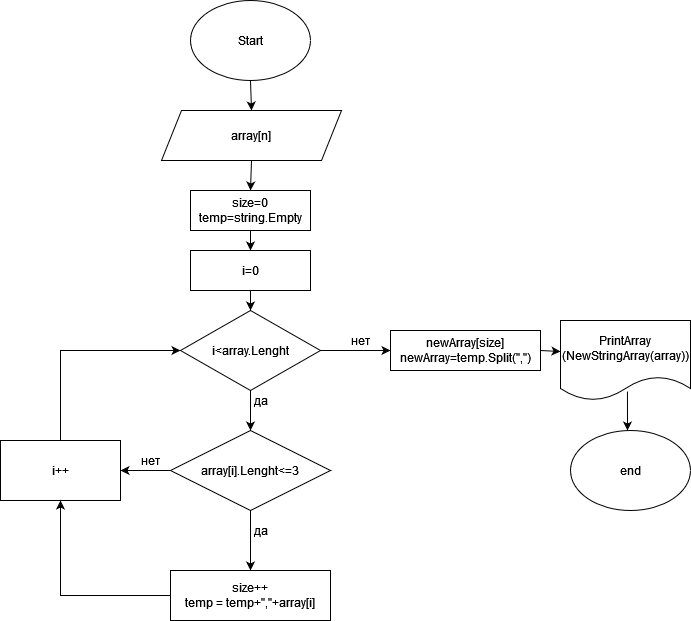 Start
array[n]
size=0
temp=string.Empty
i=0
i<array.Lenght
нет
newArray[size]
newArray=temp.Split(",")
PrintArray
(NewStringArray(array))
да
array[i].Lenght<=3
нет
i++
end
да
size++
temp = temp+","+array[i]